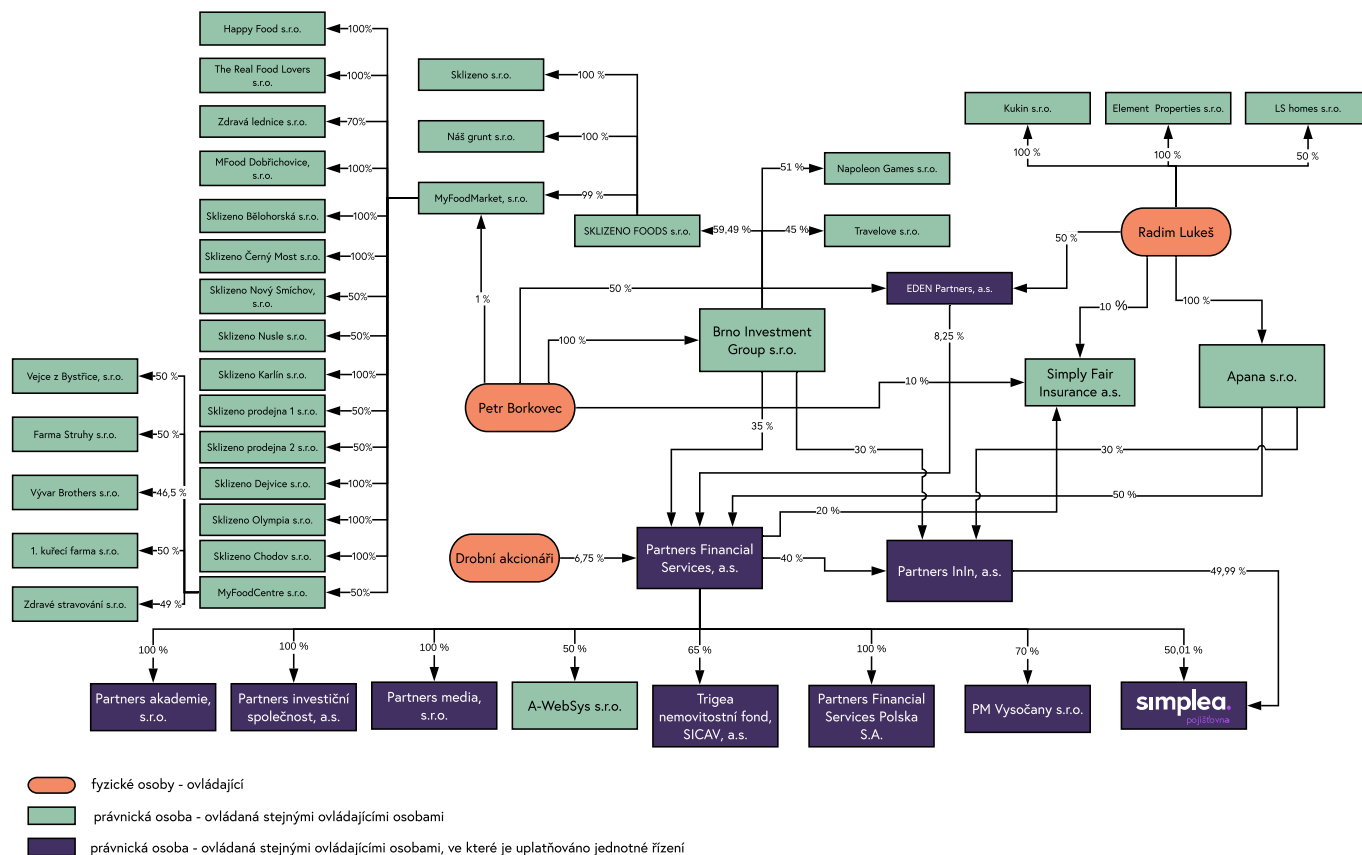 Happy Food s.r.o.
100%
The Real Food Lovers
s.r.o.
100%
Zdravá lednice s.r.o.
70%
MFood Dobřichovice,
s.r.o.
100%
Sklizeno Bělohorská s.r.o.
100%
Sklizeno Černý Most s.r.o.
100%
Sklizeno Nový Smíchov,
s.r.o.
50%
Sklizeno Nusle s.r.o.
50%
Sklizeno Karlín s.r.o.
100%
Sklizeno prodejna 1 s.r.o.
50%
Sklizeno prodejna 2 s.r.o.
50%
Sklizeno Dejvice s.r.o.
100%
Sklizeno Olympia s.r.o.
100%
Sklizeno Chodov s.r.o.
100%
MyFoodCentre s.r.o.
50%
Vejce z Bystřice, s.r.o.
50 %
Farma Struhy s.r.o.
50 %
Vývar Brothers s.r.o.
46,5 %
1. kuřecí farma s.r.o.
50 %
Zdravé stravování s.r.o.
49 %
Sklizeno s.r.o.
100 %
Náš grunt s.r.o.
100 %
MyFoodMarket, s.r.o.
99 %
SKLIZENO FOODS s.r.o.
59,49 %
45 %
51 %
Napoleon Games s.r.o.
Travelove s.r.o.
Kukin s.r.o.
Element Properties s.r.o.
LS homes s.r.o.
100 %
100 %
50 %
Radim Lukeš
50 %
EDEN Partners, a.s.
1 %
50 %
100 %
Brno Investment
Group s.r.o.
8,25 %
10 %
100 %
Simply Fair
Insurance a.s.
Apana s.r.o.
Petr Borkovec
10 %
35 %
30 %
30 %
50 %
20 %
Drobní akcionáři
6,75 %
Partners Financial
Services, a.s.
40 %
Partners InIn, a.s.
49,99 %
100 %
100 %
100 %
50 %
65 %
100 %
70 %
50,01 %
Partners akademie,
s.r.o.
Partners investiční
společnost, a.s.
Partners media,
s.r.o.
A-WebSys s.r.o.
Trigea
nemovitostní fond,
SICAV, a.s.
Partners Financial
Services Polska
S.A.
PM Vysočany s.r.o.
simplea.
pojišťovna
fyzické osoby - ovládající
právnická osoba - ovládaná stejnými ovládajícími osobami
právnická osoba - ovládaná stejnými ovládajícími osobami, ve které je uplatňováno jednotné řízení